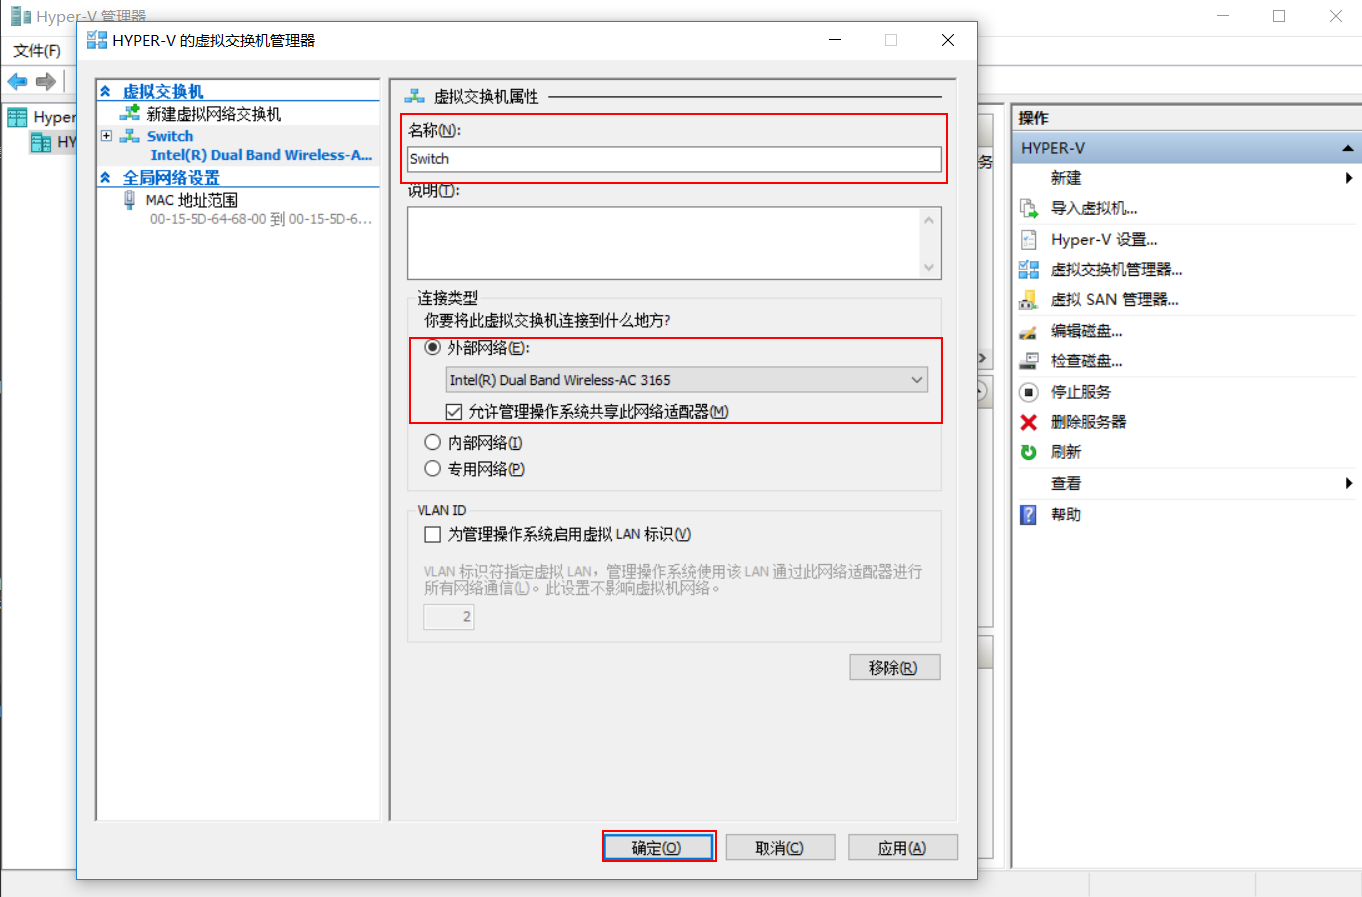 Hyper-V 管理器
文件(F)
HYPER-V 的虚拟交换机管理器
Hyper
HY
虚拟交换机
新建虚拟网络交换机
Switch
Intel(R) Dual Band Wireless-A...
全局网络设置
MAC 地址范围
00-15-5D-64-68-00 到 00-15-5D-6...
虚拟交换机属性
名称(N):
Switch
说明(T):
连接类型
你要将此虚拟交换机连接到什么地方?
外部网络(E):
Intel(R) Dual Band Wireless-AC 3165
允许管理操作系统共享此网络适配器(M)
内部网络(I)
专用网络(P)
VLAN ID
为管理操作系统启用虚拟 LAN 标识(V)
VLAN 标识符指定虚拟 LAN，管理操作系统使用该 LAN 通过此网络适配器进行
所有网络通信(L)。此设置不影响虚拟机网络。
2
移除(R)
确定(O)
取消(C)
应用(A)
务
操作
HYPER-V
新建
导入虚拟机...
Hyper-V 设置...
虚拟交换机管理器...
虚拟 SAN 管理器...
编辑磁盘...
检查磁盘...
停止服务
删除服务器
刷新
查看
帮助